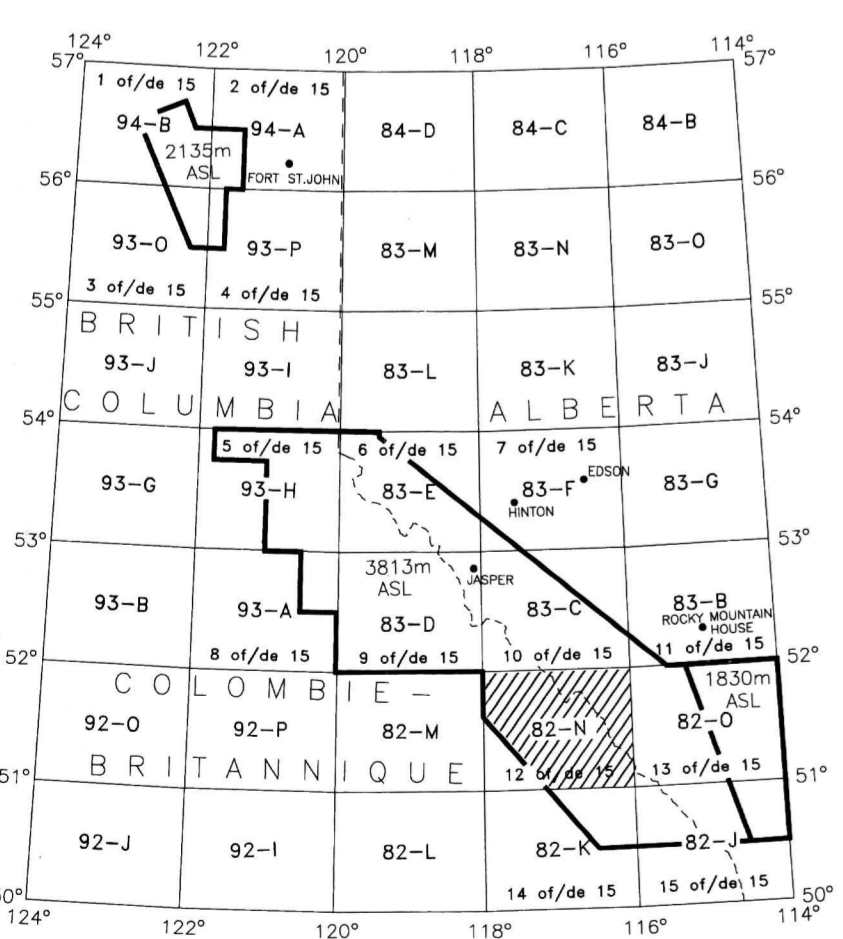 124° 122° 120° 118° 116° 114°
57° 57°
1 of/de 15 2 of/de 15
94-B 94-A 84-D 84-C 84-B
2135m
ASL
FORT ST.JOHN
56° 56°
93-O 93-P 83-M 83-N 83-O
3 of/de 15 4 of/de 15
55° 55°
BRITISH
93-J 93-I 83-L 83-K 83-J
COLUMBIA ALBERTA
54° 54°
5 of/de 15 6 of/de 15 7 of/de 15
EDSON
93-G 93-H 83-E 83-F 83-G
HINTON
53° 53°
3813m
ASL
JASPER
93-B 93-A 83-D 83-C 83-B
ROCKY MOUNTAIN
HOUSE
8 of/de 15 9 of/de 15 10 of/de 15 11 of/de 15
52° 52°
COLOMBIE-
1830m
ASL
92-O 92-P 82-M 82-N 82-O
BRITANNIQUE
12 of/de 15 13 of/de 15
51° 51°
92-J 92-I 82-L 82-K 82-J
14 of/de 15 15 of/de 15
50° 50°
124° 122° 120° 118° 116° 114°